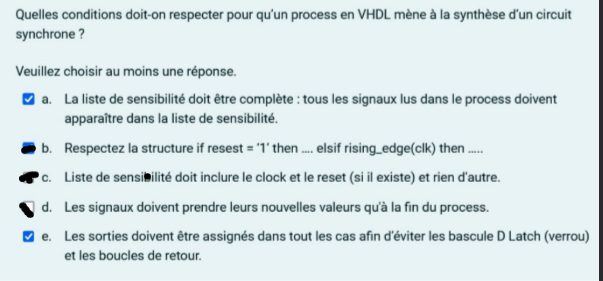 Quelles conditions doit-on respecter pour qu'un process en VHDL mène à la synthèse d'un circuit
synchrone ?
Veuillez choisir au moins une réponse.
a. La liste de sensibilité doit être complète : tous les signaux lus dans le process doivent
apparaître dans la liste de sensibilité.
b. Respectez la structure if resest = '1' then .... elsif rising_edge(clk) then .....
c. Liste de sensibilité doit inclure le clock et le reset (si il existe) et rien d'autre.
d. Les signaux doivent prendre leurs nouvelles valeurs qu'à la fin du process.
e. Les sorties doivent être assignés dans tout les cas afin d'éviter les bascule D Latch (verrou)
et les boucles de retour.